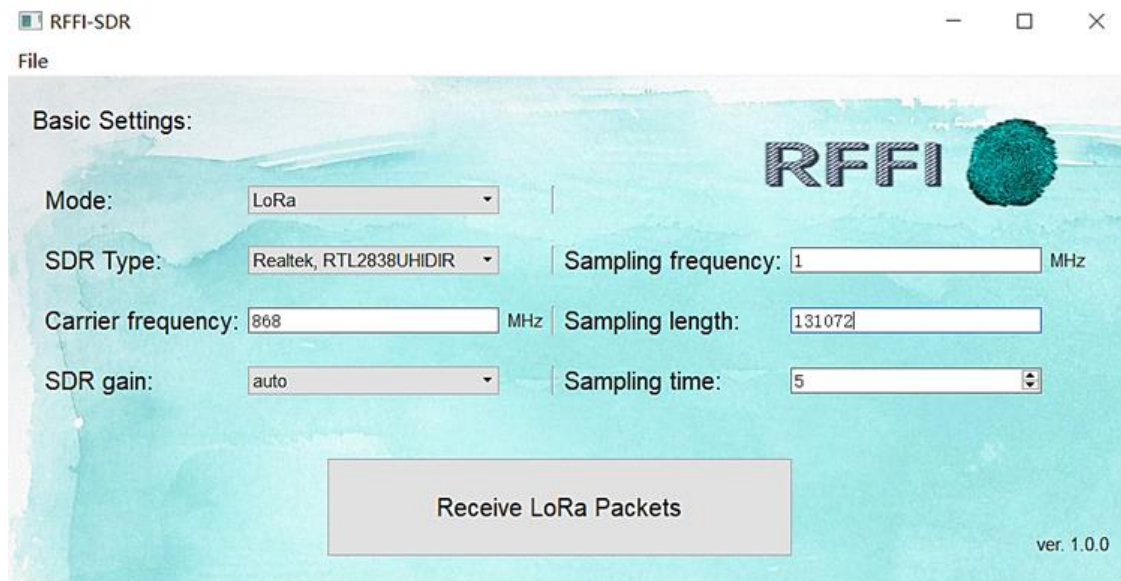 RFFI-SDR
File
Basic Settings:
RFFI
Mode: LoRa
SDR Type: Realtek, RTL2838UHIDIR Sampling frequency: 1 MHz
Carrier frequency: 868 MHz Sampling length: 131072
SDR gain: auto Sampling time: 5
Receive LoRa Packets
ver. 1.0.0